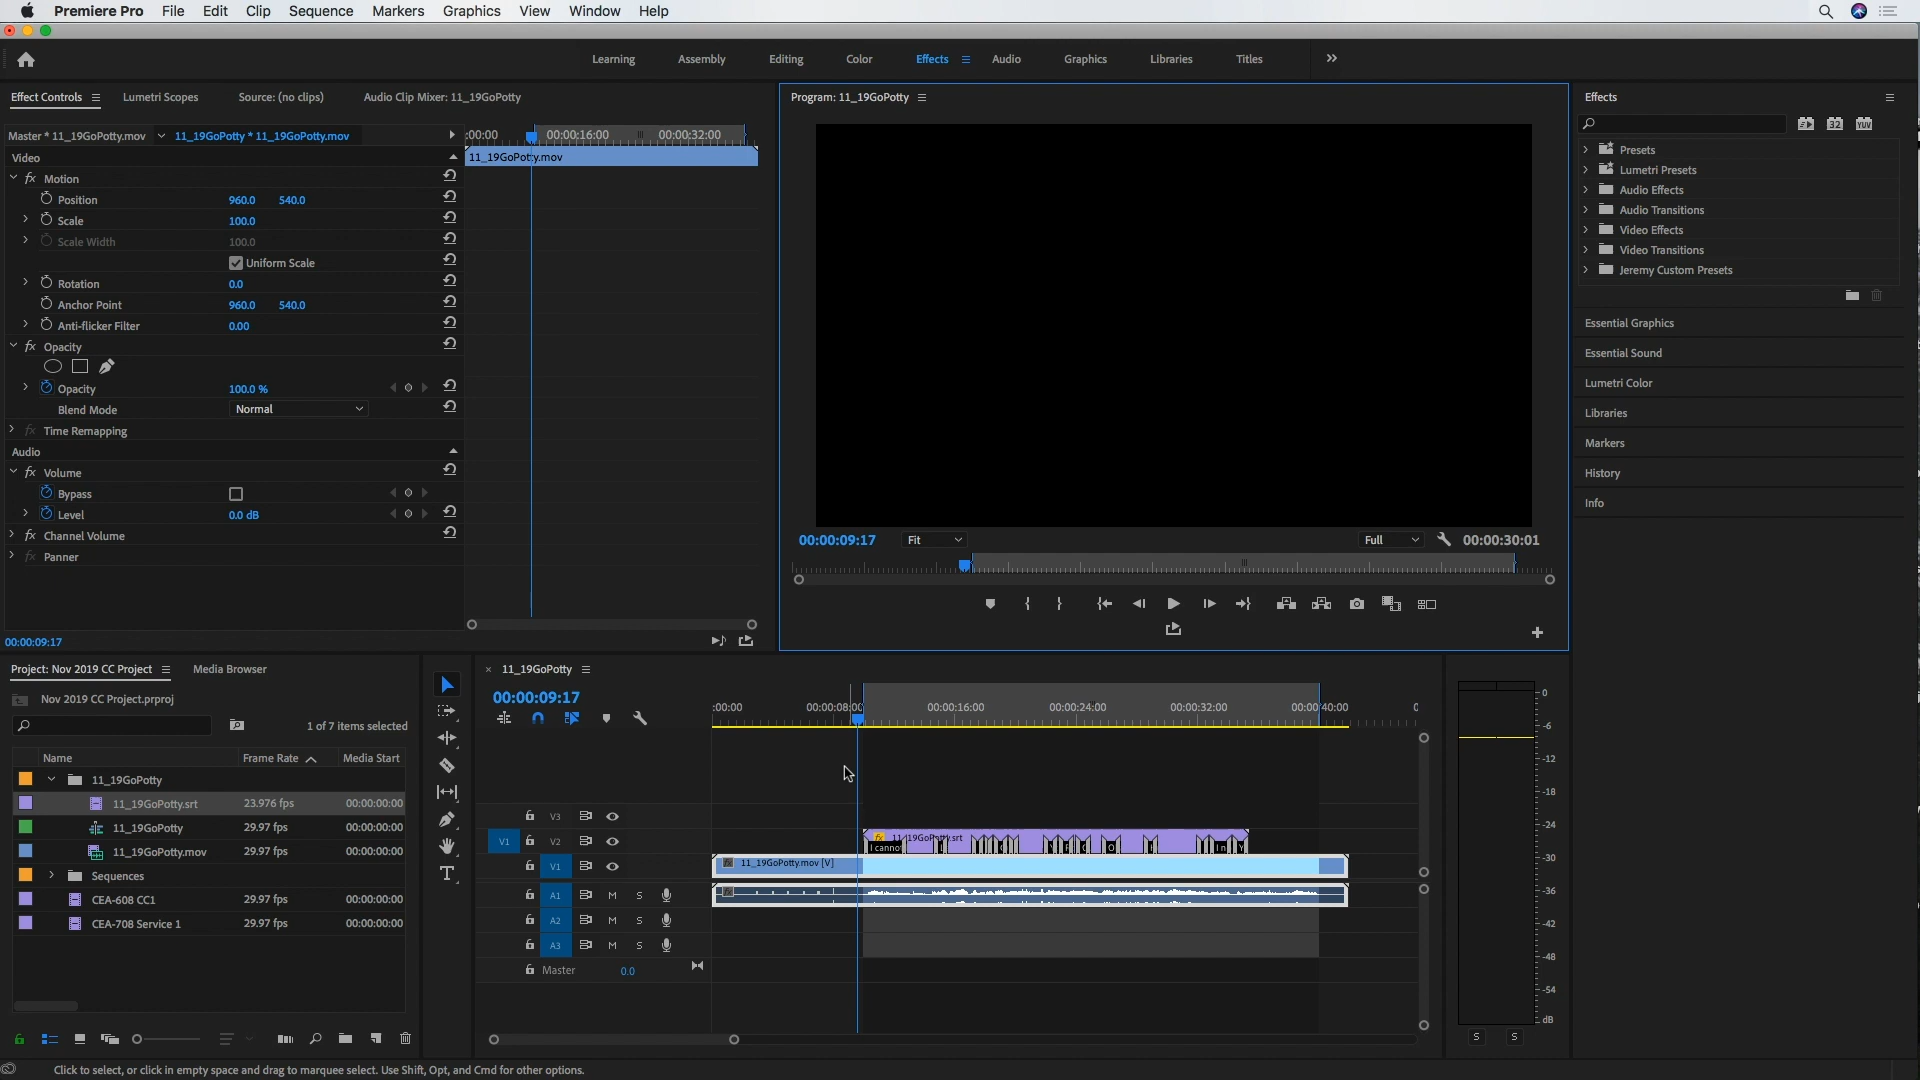 Premiere Pro File Edit Clip Sequence Markers Graphics View Window Help
Learning Assembly Editing Color Effects Audio Graphics Libraries Titles
Effect Controls Lumetri Scopes Source: (no clips) Audio Clip Mixer: 11_19GoPotty
Master * 11_19GoPotty.mov 11_19GoPotty * 11_19GoPotty.mov
:00:00 00:00:16:00 00:00:32:00
11_19GoPotty.mov
Video
fx Motion
Position 960.0 540.0
Scale 100.0
Scale Width 100.0
Uniform Scale
Rotation 0.0
Anchor Point 960.0 540.0
Anti-flicker Filter 0.00
fx Opacity
Opacity 100.0 %
Blend Mode Normal
fx Time Remapping
Audio
fx Volume
Bypass
Level 0.0 dB
fx Channel Volume
fx Panner
00:00:09:17
Program: 11_19GoPotty
00:00:09:17 Fit Full 00:00:30:01
Effects
32 YUV
Presets
Lumetri Presets
Audio Effects
Audio Transitions
Video Effects
Video Transitions
Jeremy Custom Presets
Essential Graphics
Essential Sound
Lumetri Color
Libraries
Markers
History
Info
Project: Nov 2019 CC Project Media Browser
Nov 2019 CC Project.prproj
1 of 7 items selected
Name Frame Rate Media Start
11_19GoPotty
11_19GoPotty.srt 23.976 fps 00:00:00:00
11_19GoPotty 29.97 fps 00:00:00:00
11_19GoPotty.mov 29.97 fps 00:00:00:00
Sequences
CEA-608 CC1 29.97 fps 00:00:00:00
CEA-708 Service 1 29.97 fps 00:00:00:00
11_19GoPotty
00:00:09:17
:00:00 00:00:08:00 00:00:16:00 00:00:24:00 00:00:32:00 00:00:40:00
V3
V1 V2
fx 11_19GoPotty.srt
I cannot
V1
11_19GoPotty.mov [V]
A1 M S
A2 M S
A3 M S
Master 0.0
0
-6
-12
-18
-24
-30
-36
-42
-48
-54
dB
S S
Click to select, or click in empty space and drag to marquee select. Use Shift, Opt, and Cmd for other options.